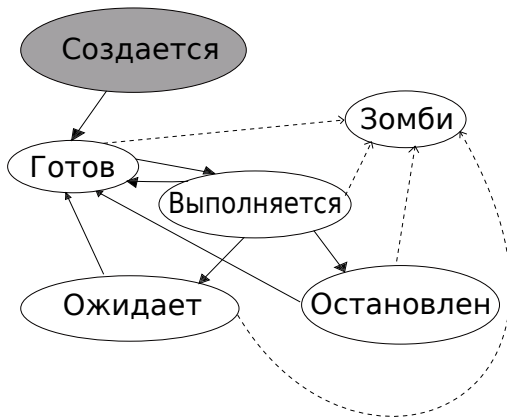 Создается
Зомби
Готов
Выполняется
Ожидает
Остановлен